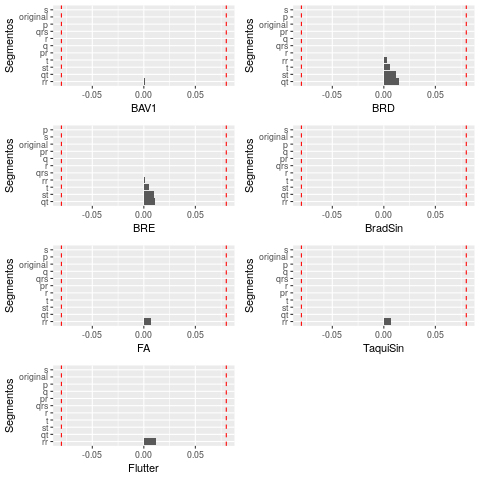 Segmentos
s
original
p
qrs
q
r
pr
t
st
qt
rr
-0.05 0.00 0.05
BAV1
Segmentos
s
p
original
q
qrs
pr
r
t
st
qt
rr
-0.05 0.00 0.05
BRD
Segmentos
p
s
original
pr
q
r
qrs
rr
t
st
qt
-0.05 0.00 0.05
BRE
Segmentos
s
original
p
q
pr
r
qrs
t
st
qt
rr
-0.05 0.00 0.05
BradSin
Segmentos
s
p
original
q
qrs
pr
r
t
st
qt
rr
-0.05 0.00 0.05
FA
Segmentos
s
p
original
q
qrs
r
pr
t
st
qt
rr
-0.05 0.00 0.05
TaquiSin
Segmentos
s
original
p
q
pr
qrs
r
t
st
qt
rr
-0.05 0.00 0.05
Flutter